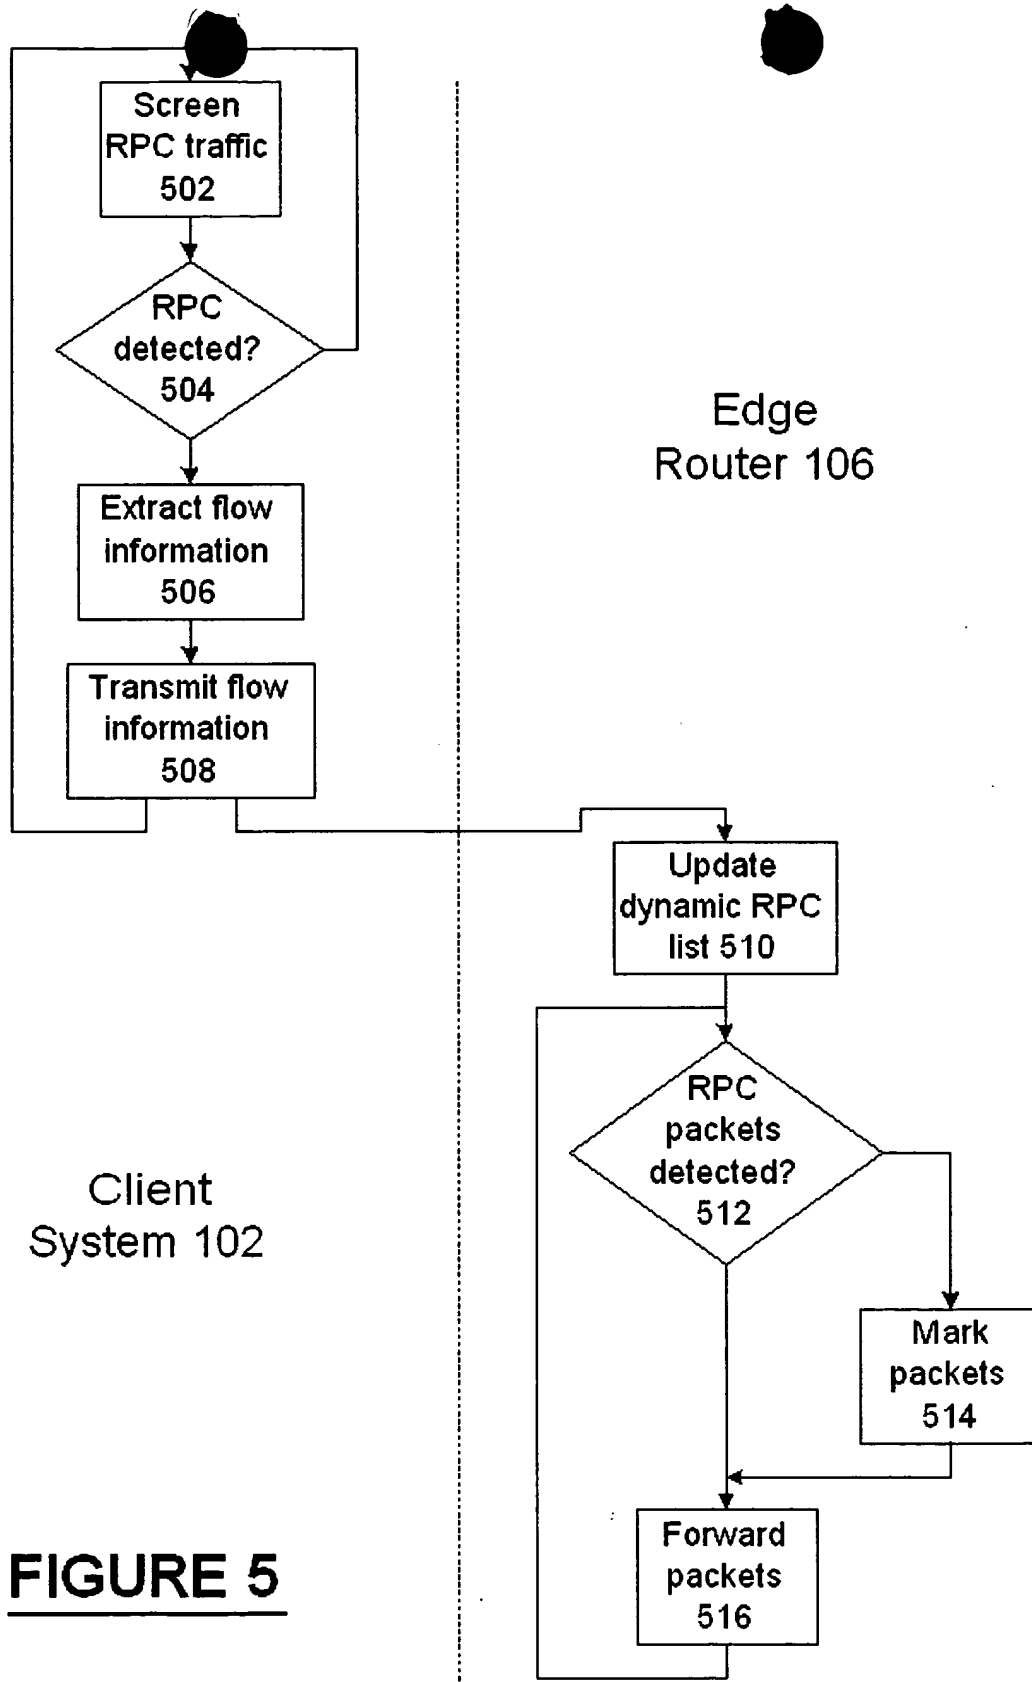 Screen
RPC traffic
502
RPC
detected?
504
Extract flow
information
506
Transmit flow
information
508
Edge
Router 106
Update
dynamic RPC
list 510
RPC
packets
detected?
512
Client
System 102
Mark
packets
514
Forward
packets
516
FIGURE 5